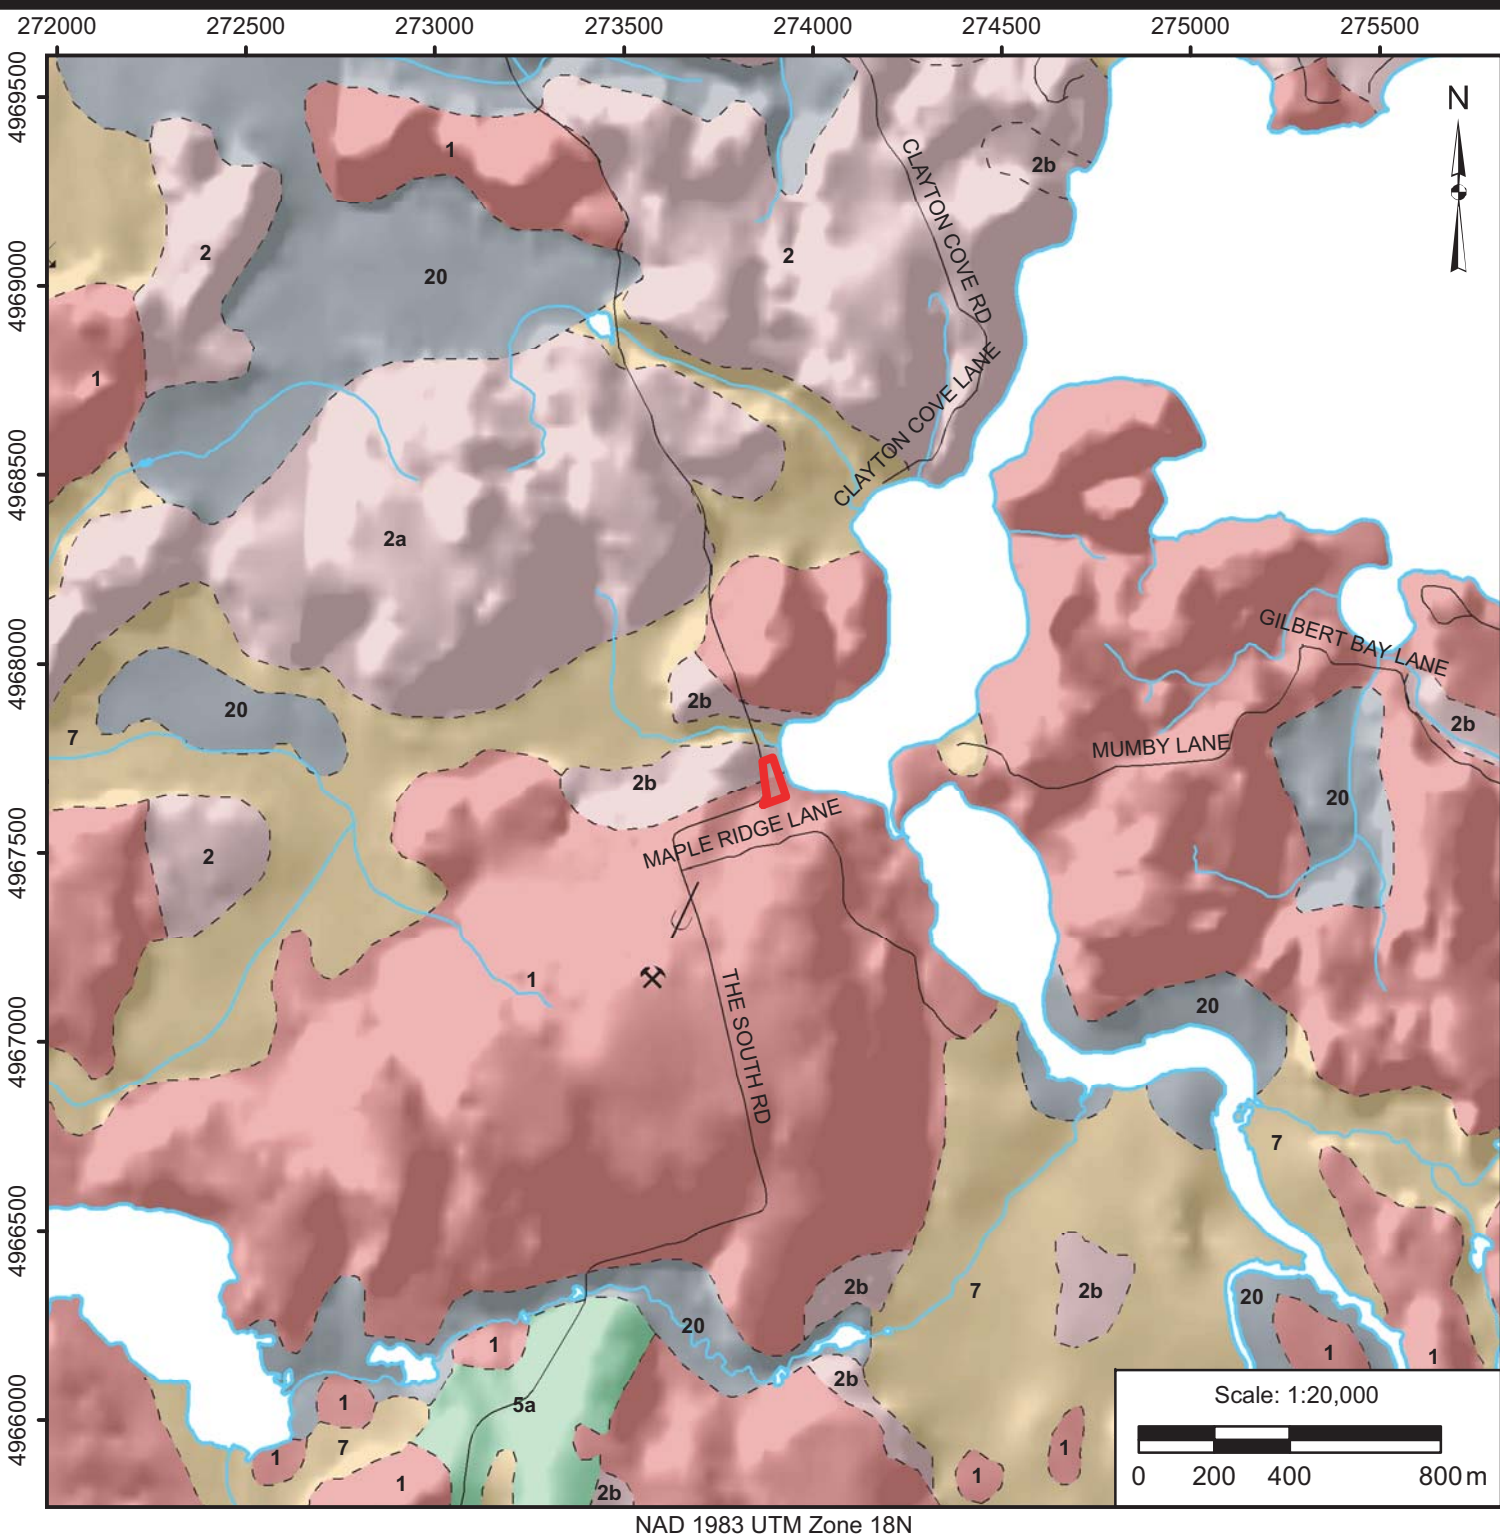 272000 272500 273000 273500 274000 274500 275000 275500
4969500
4969000
4968500
4968000
4967500
4967000
4966500
4966000
N
1
2b
CLAYTON COVE RD
2
2
20
1
CLAYTON COVE LANE
2a
GILBERT BAY LANE
2b
20
2b
7
MUMBY LANE
2b
20
MAPLE RIDGE LANE
2
1
THE SOUTH RD
20
7
2b
7
2b
20
20
1
1
1
2b
1
5a
7
1
1
1
1
2b
Scale: 1:20,000
0 200 400 800 m
NAD 1983 UTM Zone 18N